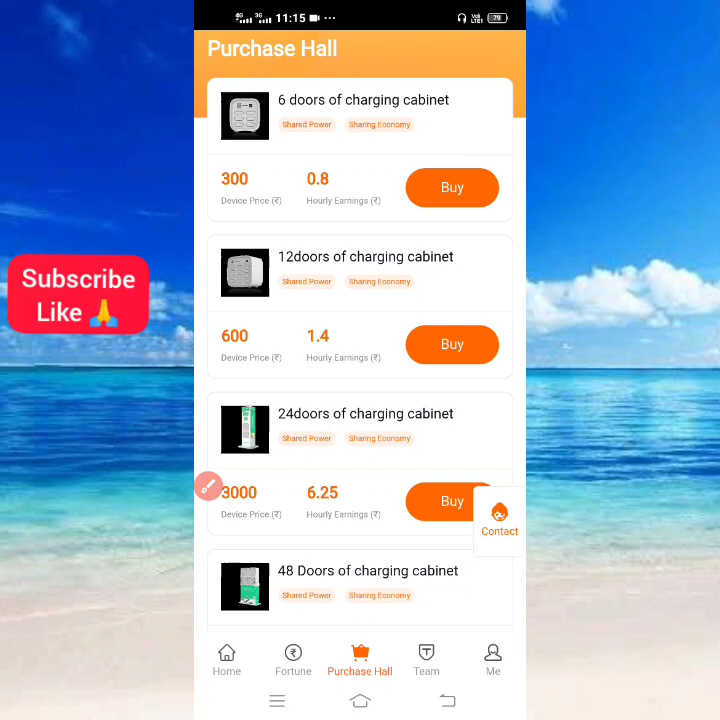 4G 3G 11:15
79
Purchase Hall
Subscribe
Like 🙏
6 doors of charging cabinet
Shared Power Sharing Economy
300 0.8 Buy
Device Price (₹) Hourly Earnings (₹)
12doors of charging cabinet
Shared Power Sharing Economy
600 1.4 Buy
Device Price (₹) Hourly Earnings (₹)
24doors of charging cabinet
Shared Power Sharing Economy
3000 6.25 Buy
Device Price (₹) Hourly Earnings (₹)
Contact
48 Doors of charging cabinet
Shared Power Sharing Economy
Home Fortune Purchase Hall Team Me